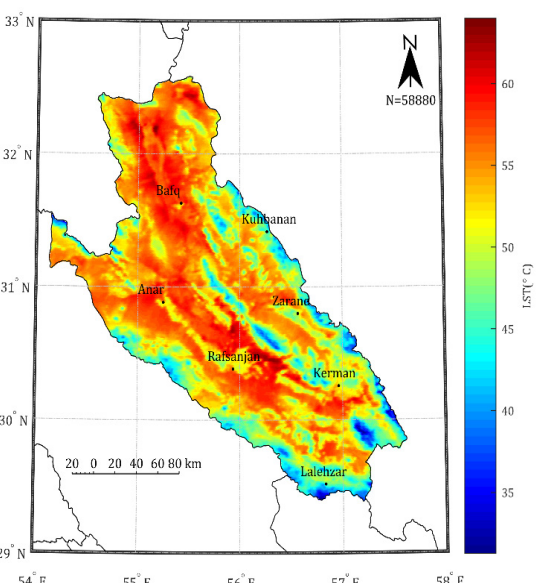 33°N
N
N=58880
60
32°N
Bafq
55
Kuhbanan
50
31°N
Anar
Zarand
LST(° C)
45
Rafsanjan
Kerman
40
30°N
20 0 20 40 60 80 km
Lalehzar
35
29°N
54°E 55°E 56°E 57°E 58°E